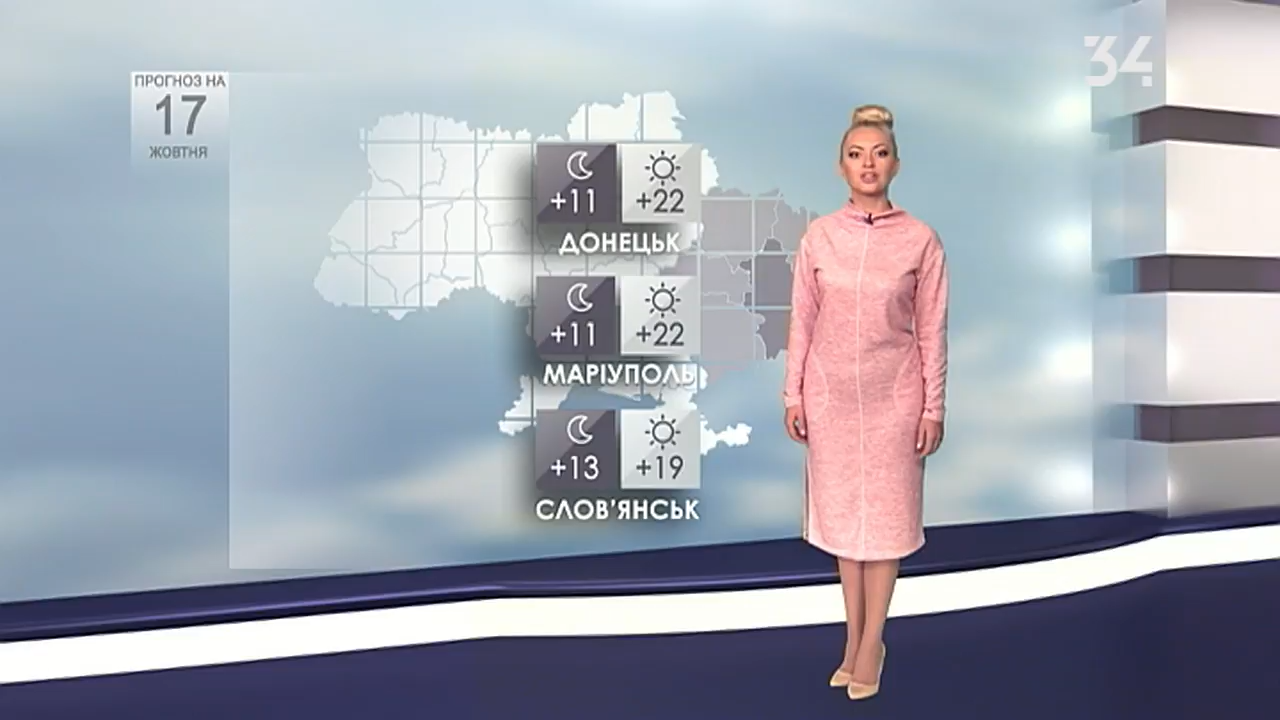 34
ПРОГНОЗ НА
17
ЖОВТНЯ
+11 +22
ДОНЕЦЬК
+11 +22
МАРІУПОЛЬ
+13 +19
СЛОВ'ЯНСЬК